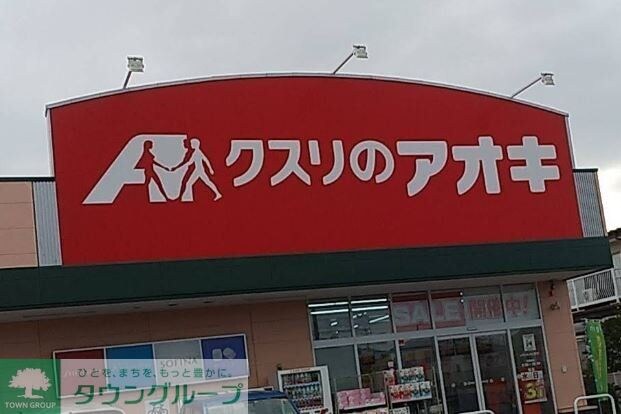 クスリのアオキ
SALE 開催中!
SOFINA
ひとを、まちを、もっと豊かに。
タウングループ
TOWN GROUP